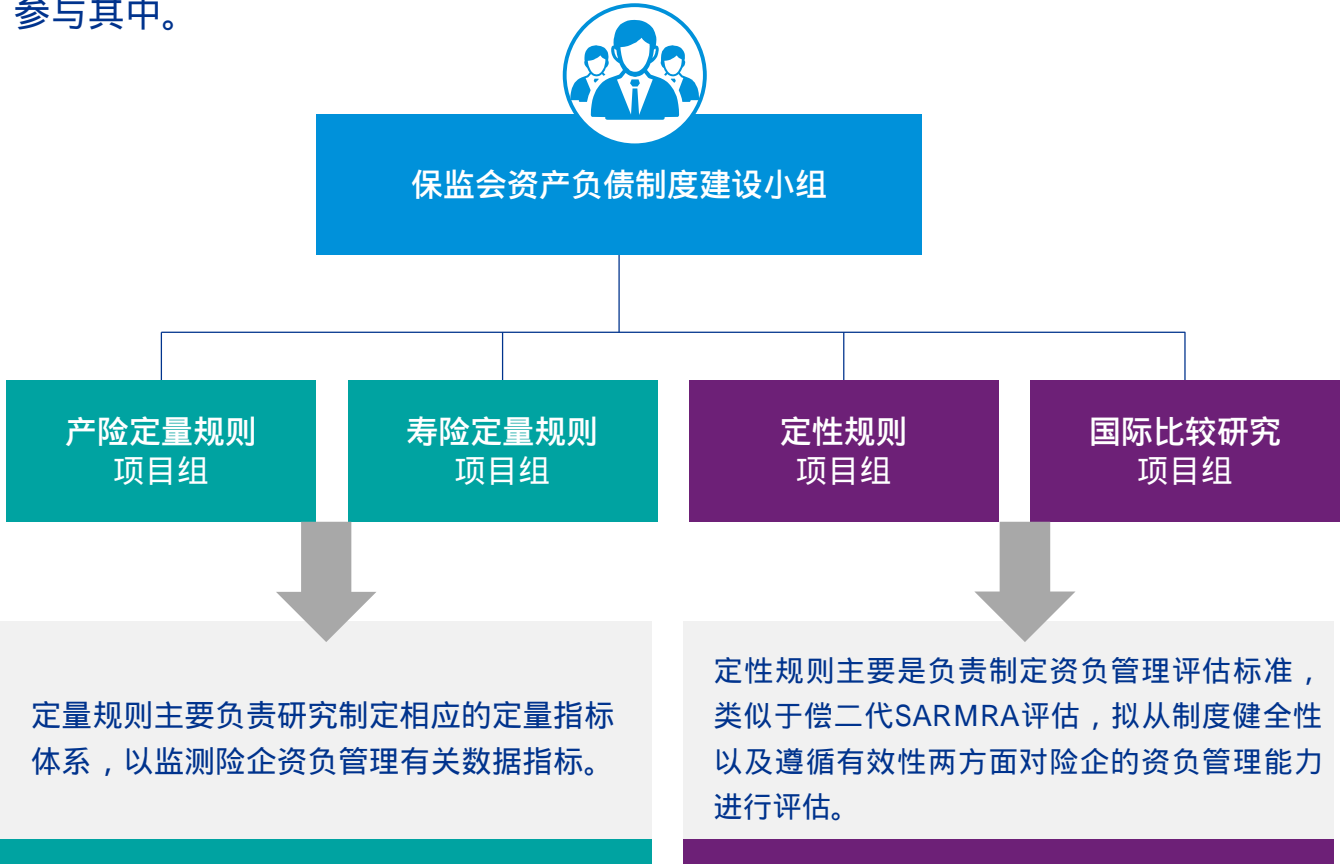 参与其中。
保监会资产负债制度建设小组
产险定量规则
项目组
寿险定量规则
项目组
定性规则
项目组
国际比较研究
项目组
定量规则主要负责研究制定相应的定量指标
体系，以监测险企资负管理有关数据指标。
定性规则主要是负责制定资负管理评估标准，
类似于偿二代SARMRA评估，拟从制度健全性
以及遵循有效性两方面对险企的资负管理能力
进行评估。